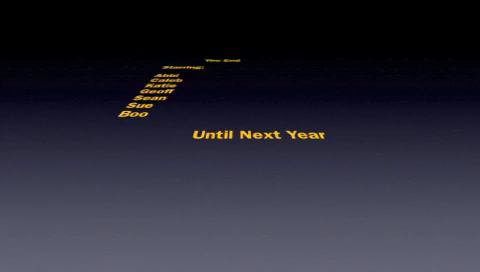 The End
Starring:
Abbi
Caleb
Katie
Geoff
Sean
Sue
Boo
Until Next Year